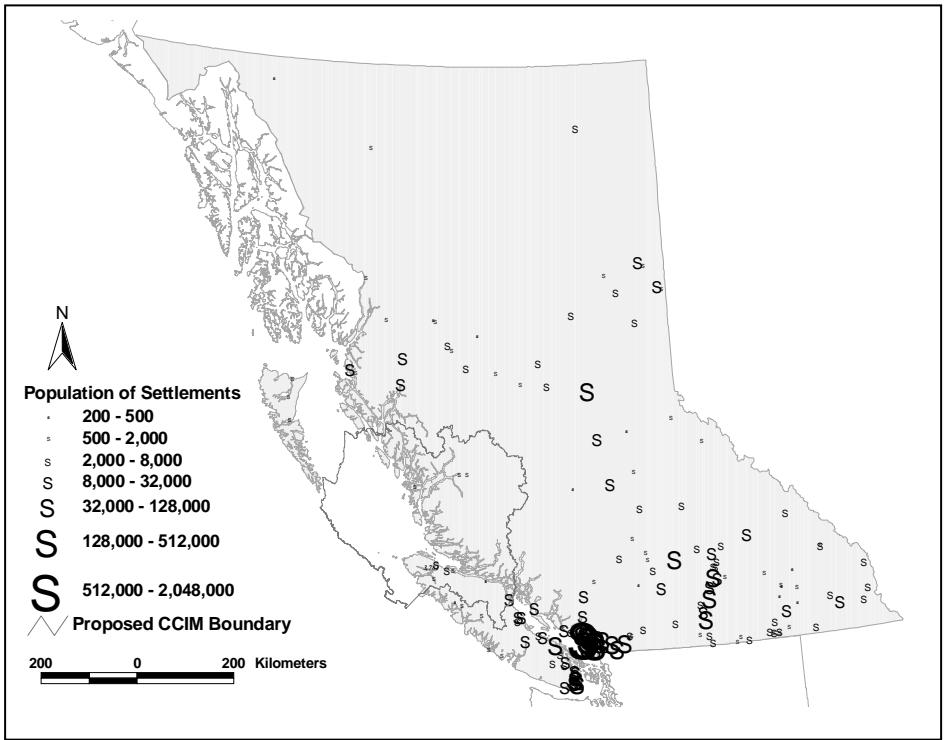 N
Population of Settlements
200 - 500
500 - 2,000
2,000 - 8,000
8,000 - 32,000
32,000 - 128,000
128,000 - 512,000
512,000 - 2,048,000
Proposed CCIM Boundary
200 0 200 Kilometers